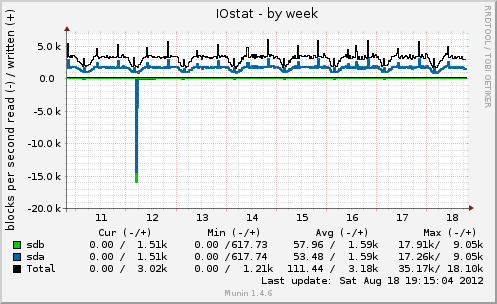 IOstat - by week
RRDTOOL / TOBI OETIKER
blocks per second read (-) / written (+)
5.0 k
0.0
-5.0 k
-10.0 k
-15.0 k
-20.0 k
11 12 13 14 15 16 17 18
Cur (-/+) Min (-/+) Avg (-/+) Max (-/+)
sdb 0.00 / 1.51k 0.00 /617.73 57.96 / 1.59k 17.91k/ 9.05k
sda 0.00 / 1.51k 0.00 /617.74 53.48 / 1.59k 17.26k/ 9.05k
Total 0.00 / 3.02k 0.00 / 1.21k 111.44 / 3.18k 35.17k/ 18.10k
Last update: Sat Aug 18 19:15:04 2012
Munin 1.4.6